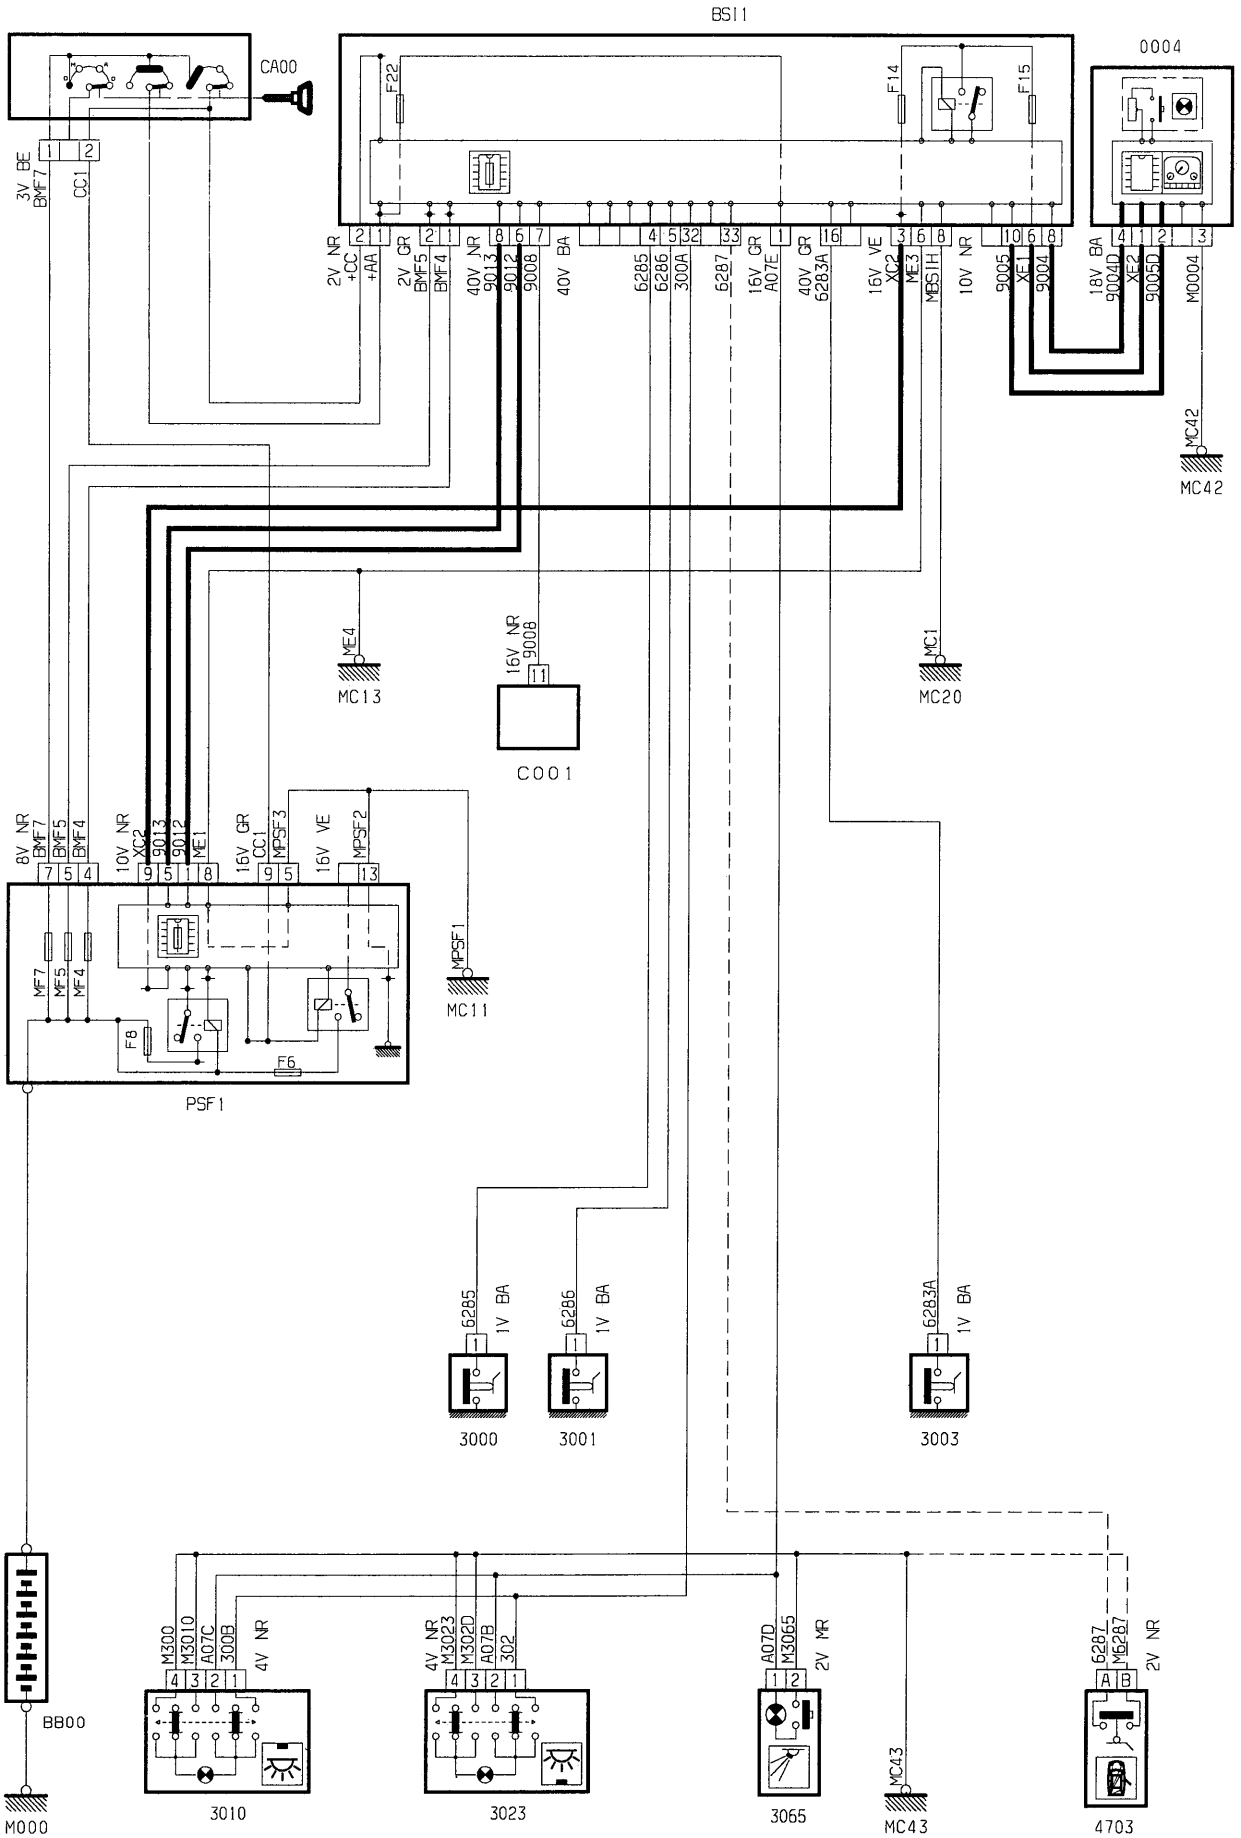 BSI1
0004
CA00
M A
D
D
F22
F14
F15
1 2
3V BE
BMF7
CC1
2 1
2 1
8 6 7
4 5 32 33
1
16
3 6 8
10 6 8
4 1 2 3
2V NR
+CC
+AA
2V GR
BMF5
BMF4
40V NR
9013
9012
9008
40V BA
6285
6286
300A
6287
16V GR
A07E
40V GR
6283A
16V VE
XC2
ME3
MBSIH
10V NR
9005
XE1
9004
18V BA
9004D
XE2
9005D
M0004
MC42
MC42
ME4
MC13
16V NR
9008
11
C001
MC1
MC20
8V NR
BMF7
BMF5
BMF4
10V NR
XC2
9013
9012
ME1
16V GR
CC1
MPSF3
16V VE
MPSF2
7 5 4
9 5 1 8
9 5
13
MF7
MF5
MF4
F8
F6
PSF1
MPSF1
MC11
6285
1V BA
6286
1V BA
6283A
1V BA
1
1
1
3000
3001
3003
BB00
M000
M300
M3010
A07C
300B
4V NR
4 3 2 1
3010
4V NR
M3023
M302D
A07B
302
4 3 2 1
3023
A07D
M3065
2V MR
1 2
3065
MC43
MC43
6287
M6287
2V NR
A B
4703